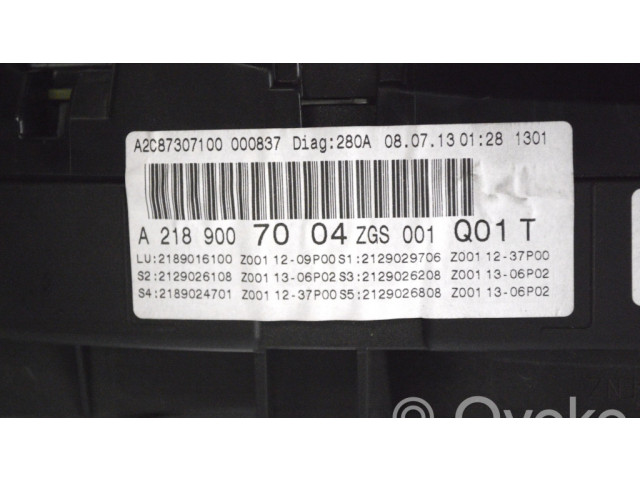 A2C87307100 000837 Diag:280A 08.07.13 01:28 1301
A 218 900 70 04 ZGS 001 Q01 T
LU:2189016100 Z001 12-09P00 S1:2129029706 Z001 12-37P00
S2:2129026108 Z001 13-06P02 S3:2129026208 Z001 13-06P02
S4:2189024701 Z001 12-37P00 S5:2129026808 Z001 13-06P02